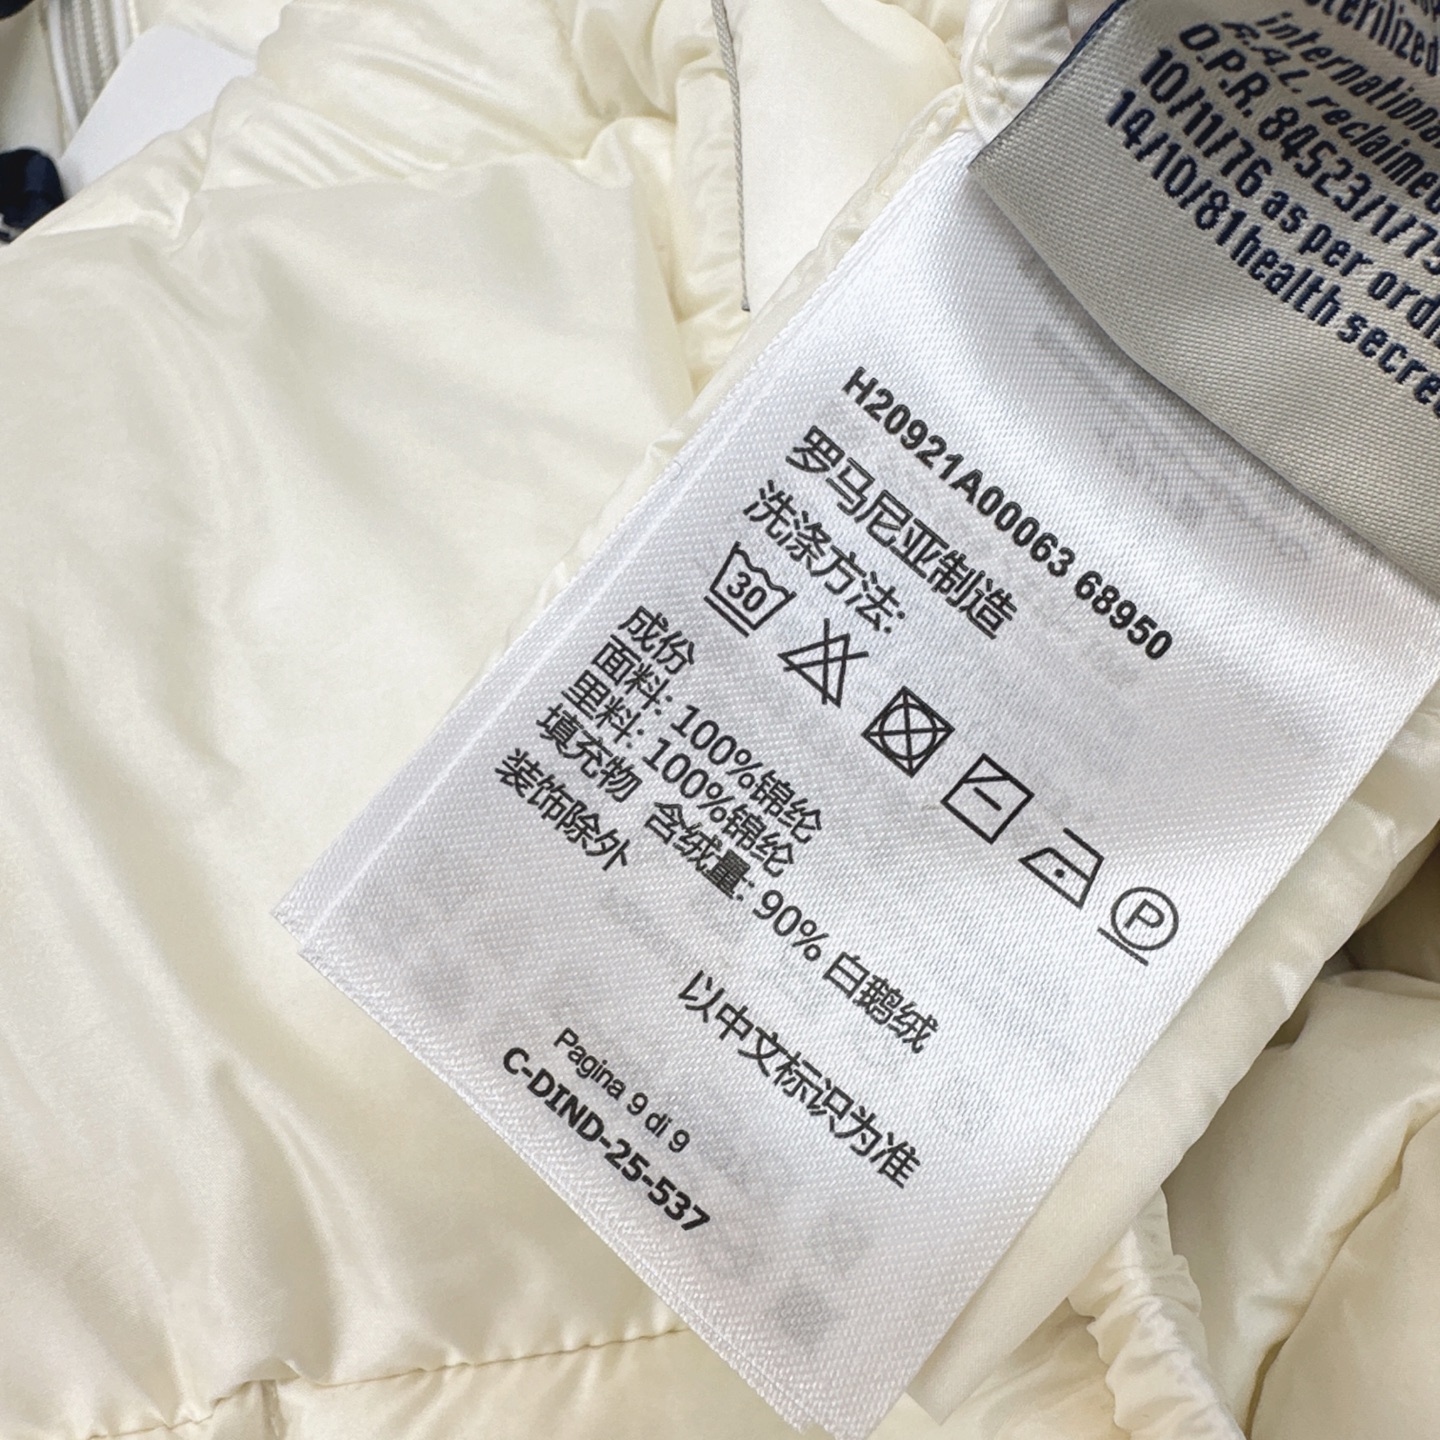 sterilized
international
R.A.L. reclaime
D.P.R. 84523/1/73
10/11/76 as per ord
14/10/81 health secre
H20921A00063 68950
罗马尼亚制造
洗涤方法:
30
P
成份
面料: 100%锦纶
里料: 100%锦纶
填充物 含绒量: 90% 白鹅绒
装饰除外
以中文标识为准
Pagina 9 di 9
C-DIND-25-537